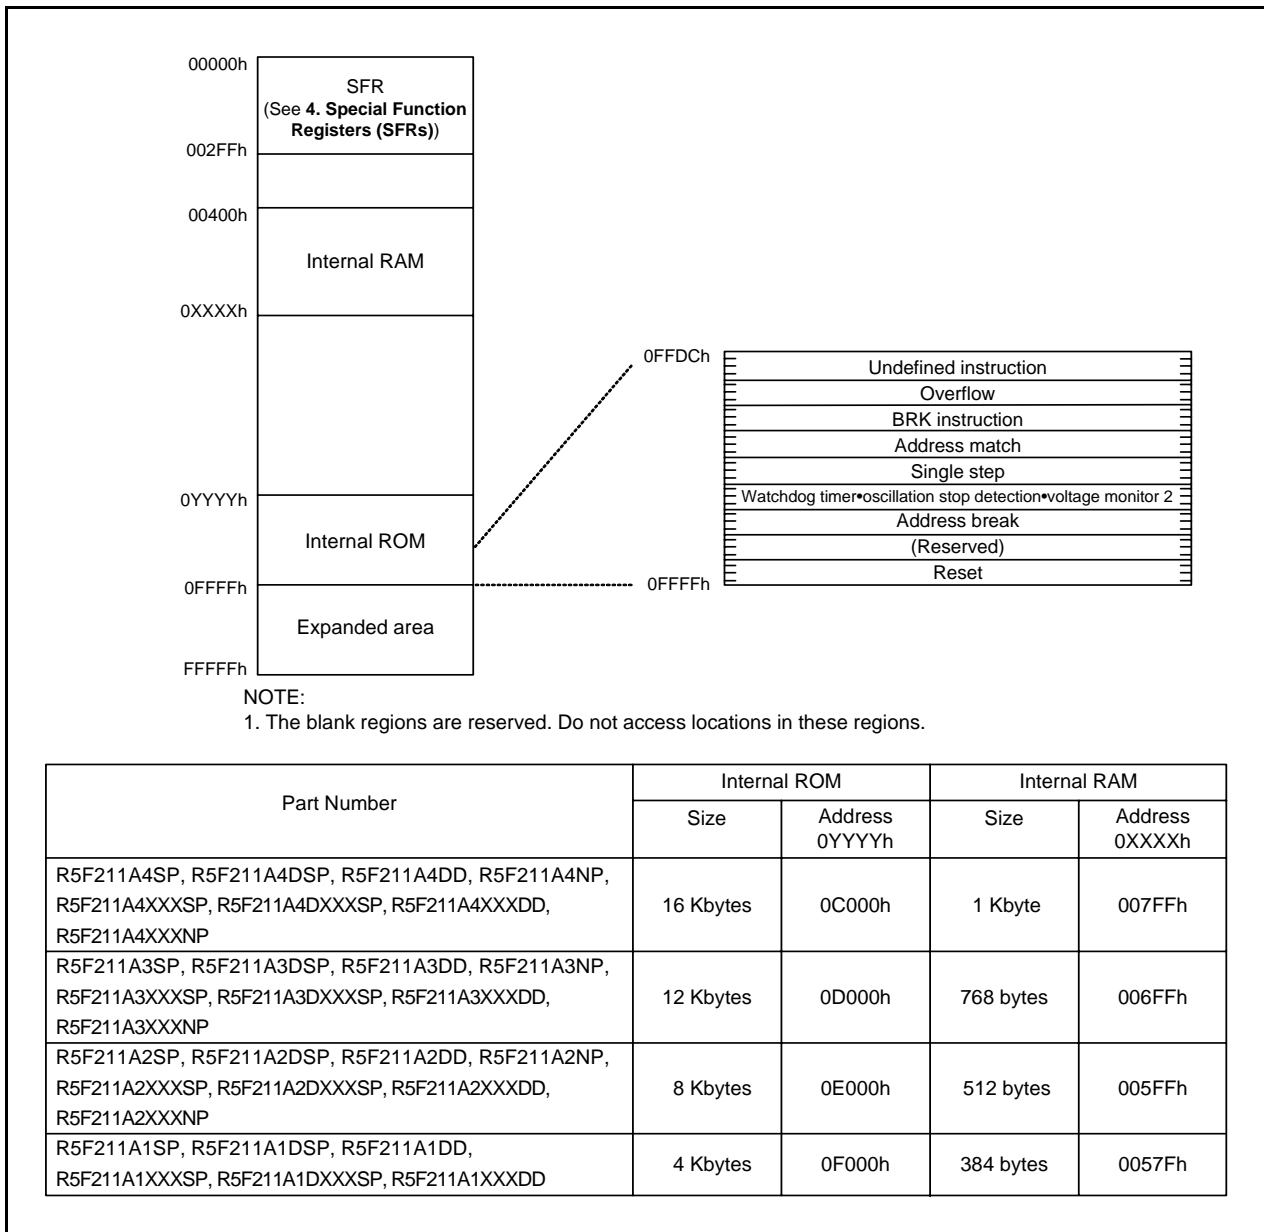 00000h
SFR
(See 4. Special Function
Registers (SFRs))
002FFh
00400h
Internal RAM
0XXXXh
0YYYYh
Internal ROM
0FFFFh
Expanded area
FFFFFh
0FFDCh
Undefined instruction
Overflow
BRK instruction
Address match
Single step
Watchdog timer•oscillation stop detection•voltage monitor 2
Address break
(Reserved)
Reset
0FFFFh
NOTE:
1. The blank regions are reserved. Do not access locations in these regions.
Part Number
Internal ROM
Internal RAM
Size
Address
0YYYYh
Size
Address
0XXXXh
R5F211A4SP, R5F211A4DSP, R5F211A4DD, R5F211A4NP,
R5F211A4XXXSP, R5F211A4DXXXSP, R5F211A4XXXDD,
R5F211A4XXXNP
16 Kbytes
0C000h
1 Kbyte
007FFh
R5F211A3SP, R5F211A3DSP, R5F211A3DD, R5F211A3NP,
R5F211A3XXXSP, R5F211A3DXXXSP, R5F211A3XXXDD,
R5F211A3XXXNP
12 Kbytes
0D000h
768 bytes
006FFh
R5F211A2SP, R5F211A2DSP, R5F211A2DD, R5F211A2NP,
R5F211A2XXXSP, R5F211A2DXXXSP, R5F211A2XXXDD,
R5F211A2XXXNP
8 Kbytes
0E000h
512 bytes
005FFh
R5F211A1SP, R5F211A1DSP, R5F211A1DD,
R5F211A1XXXSP, R5F211A1DXXXSP, R5F211A1XXXDD
4 Kbytes
0F000h
384 bytes
0057Fh